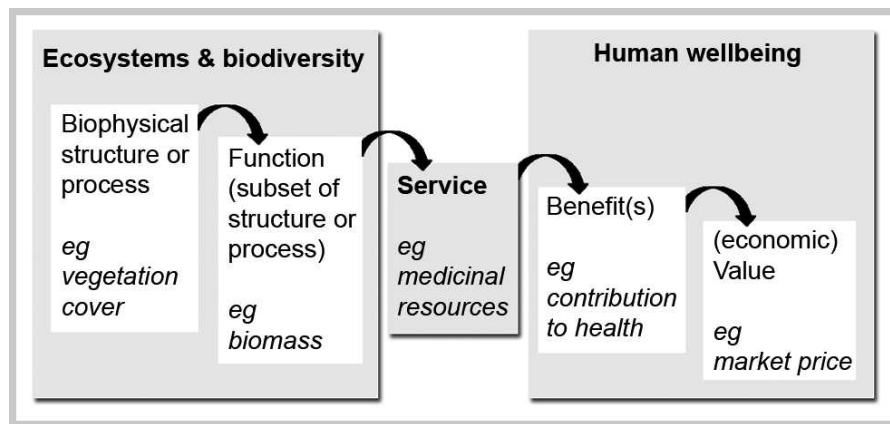 Ecosystems & biodiversity
Biophysical
structure or
process
eg
vegetation
cover
Function
(subset of
structure or
process)
eg
biomass
Service
eg
medicinal
resources
Human wellbeing
Benefit(s)
eg
contribution
to health
(economic)
Value
eg
market price